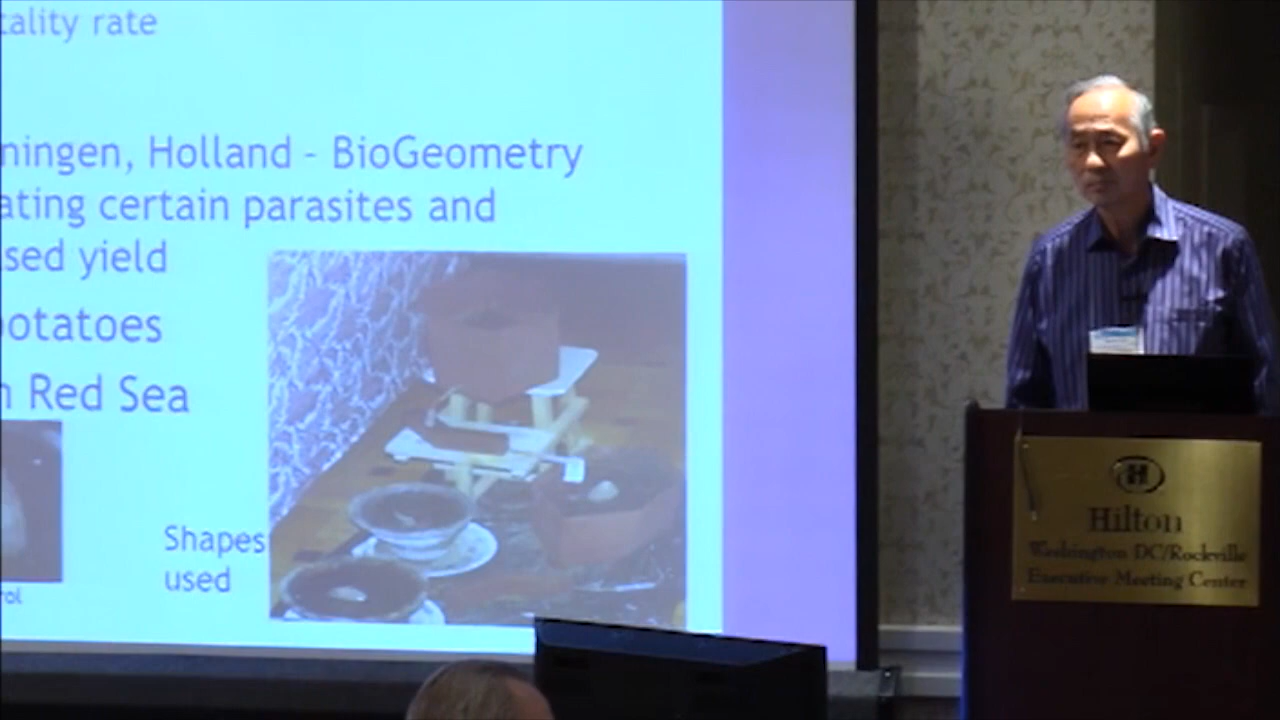 tality rate
ningen, Holland - BioGeometry
ating certain parasites and
sed yield
potatoes
n Red Sea
Shapes
used
rol
H
Hilton
Washington DC/Rockville
Executive Meeting Center